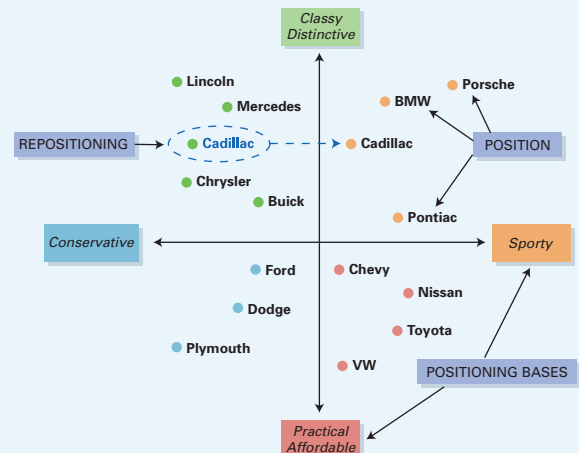 Classy
Distinctive
Lincoln
Porsche
Mercedes
BMW
REPOSITIONING
Cadillac
Cadillac
POSITION
Chrysler
Buick
Pontiac
Conservative
Sporty
Ford
Chevy
Nissan
Dodge
Toyota
Plymouth
VW
POSITIONING BASES
Practical
Affordable